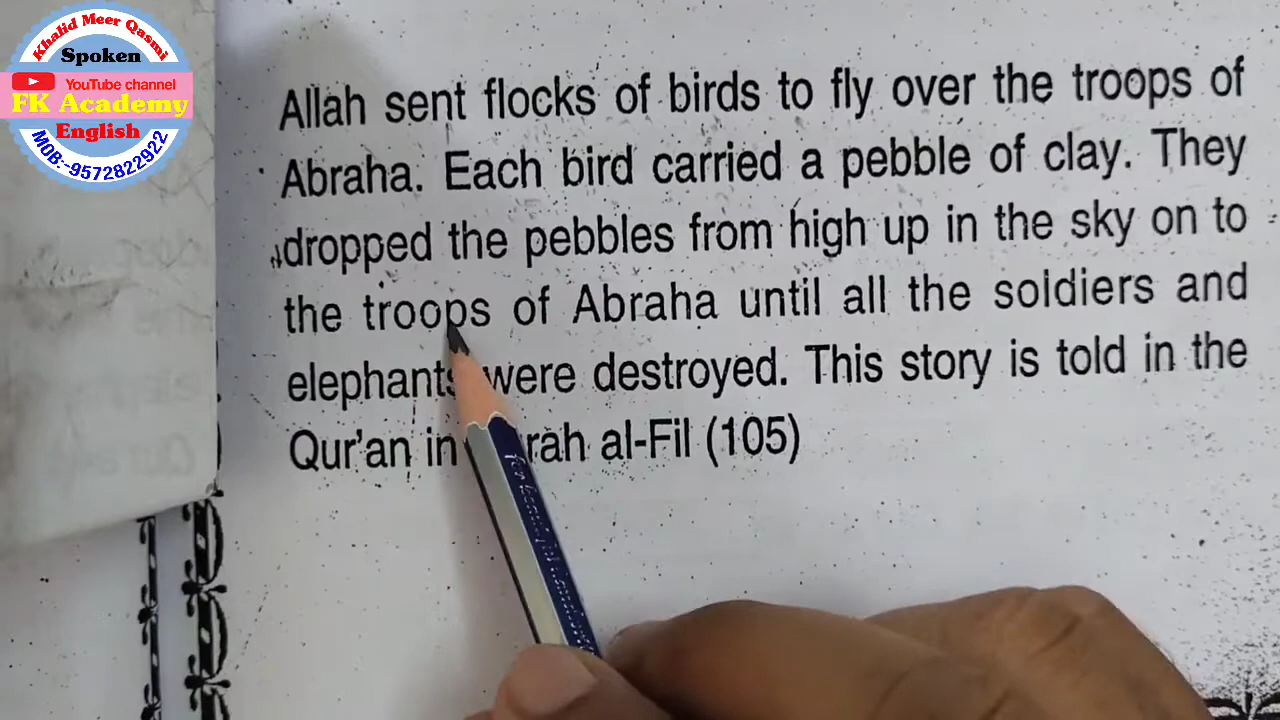 Khalid Meer Qasmi
Spoken
YouTube channel
FK Academy
English
MOB:-9572822922
Allah sent flocks of birds to fly over the troops of
Abraha. Each bird carried a pebble of clay. They
dropped the pebbles from high up in the sky on to
the troops of Abraha until all the soldiers and
elephants were destroyed. This story is told in the
Qur'an in rah al-Fil (105)